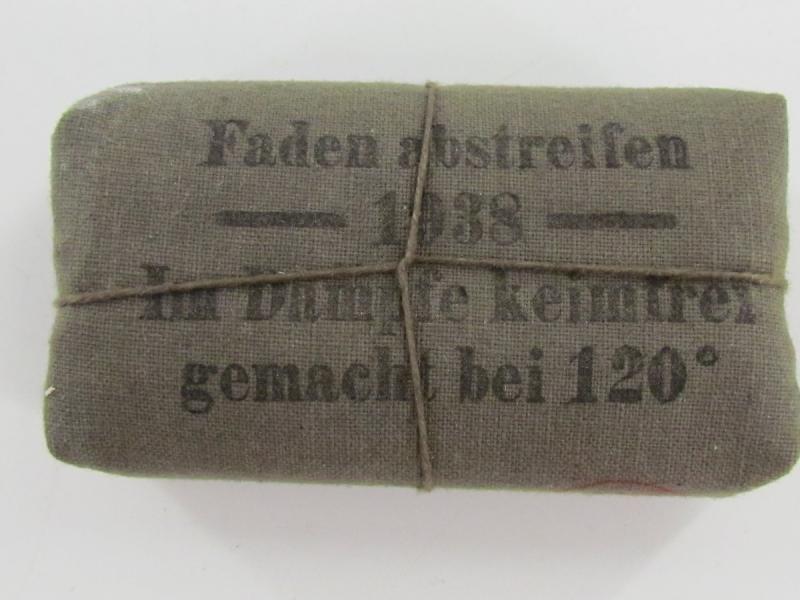 Faden abstreifen
— 1938 —
Im Dampfe keimfrei
gemacht bei 120°